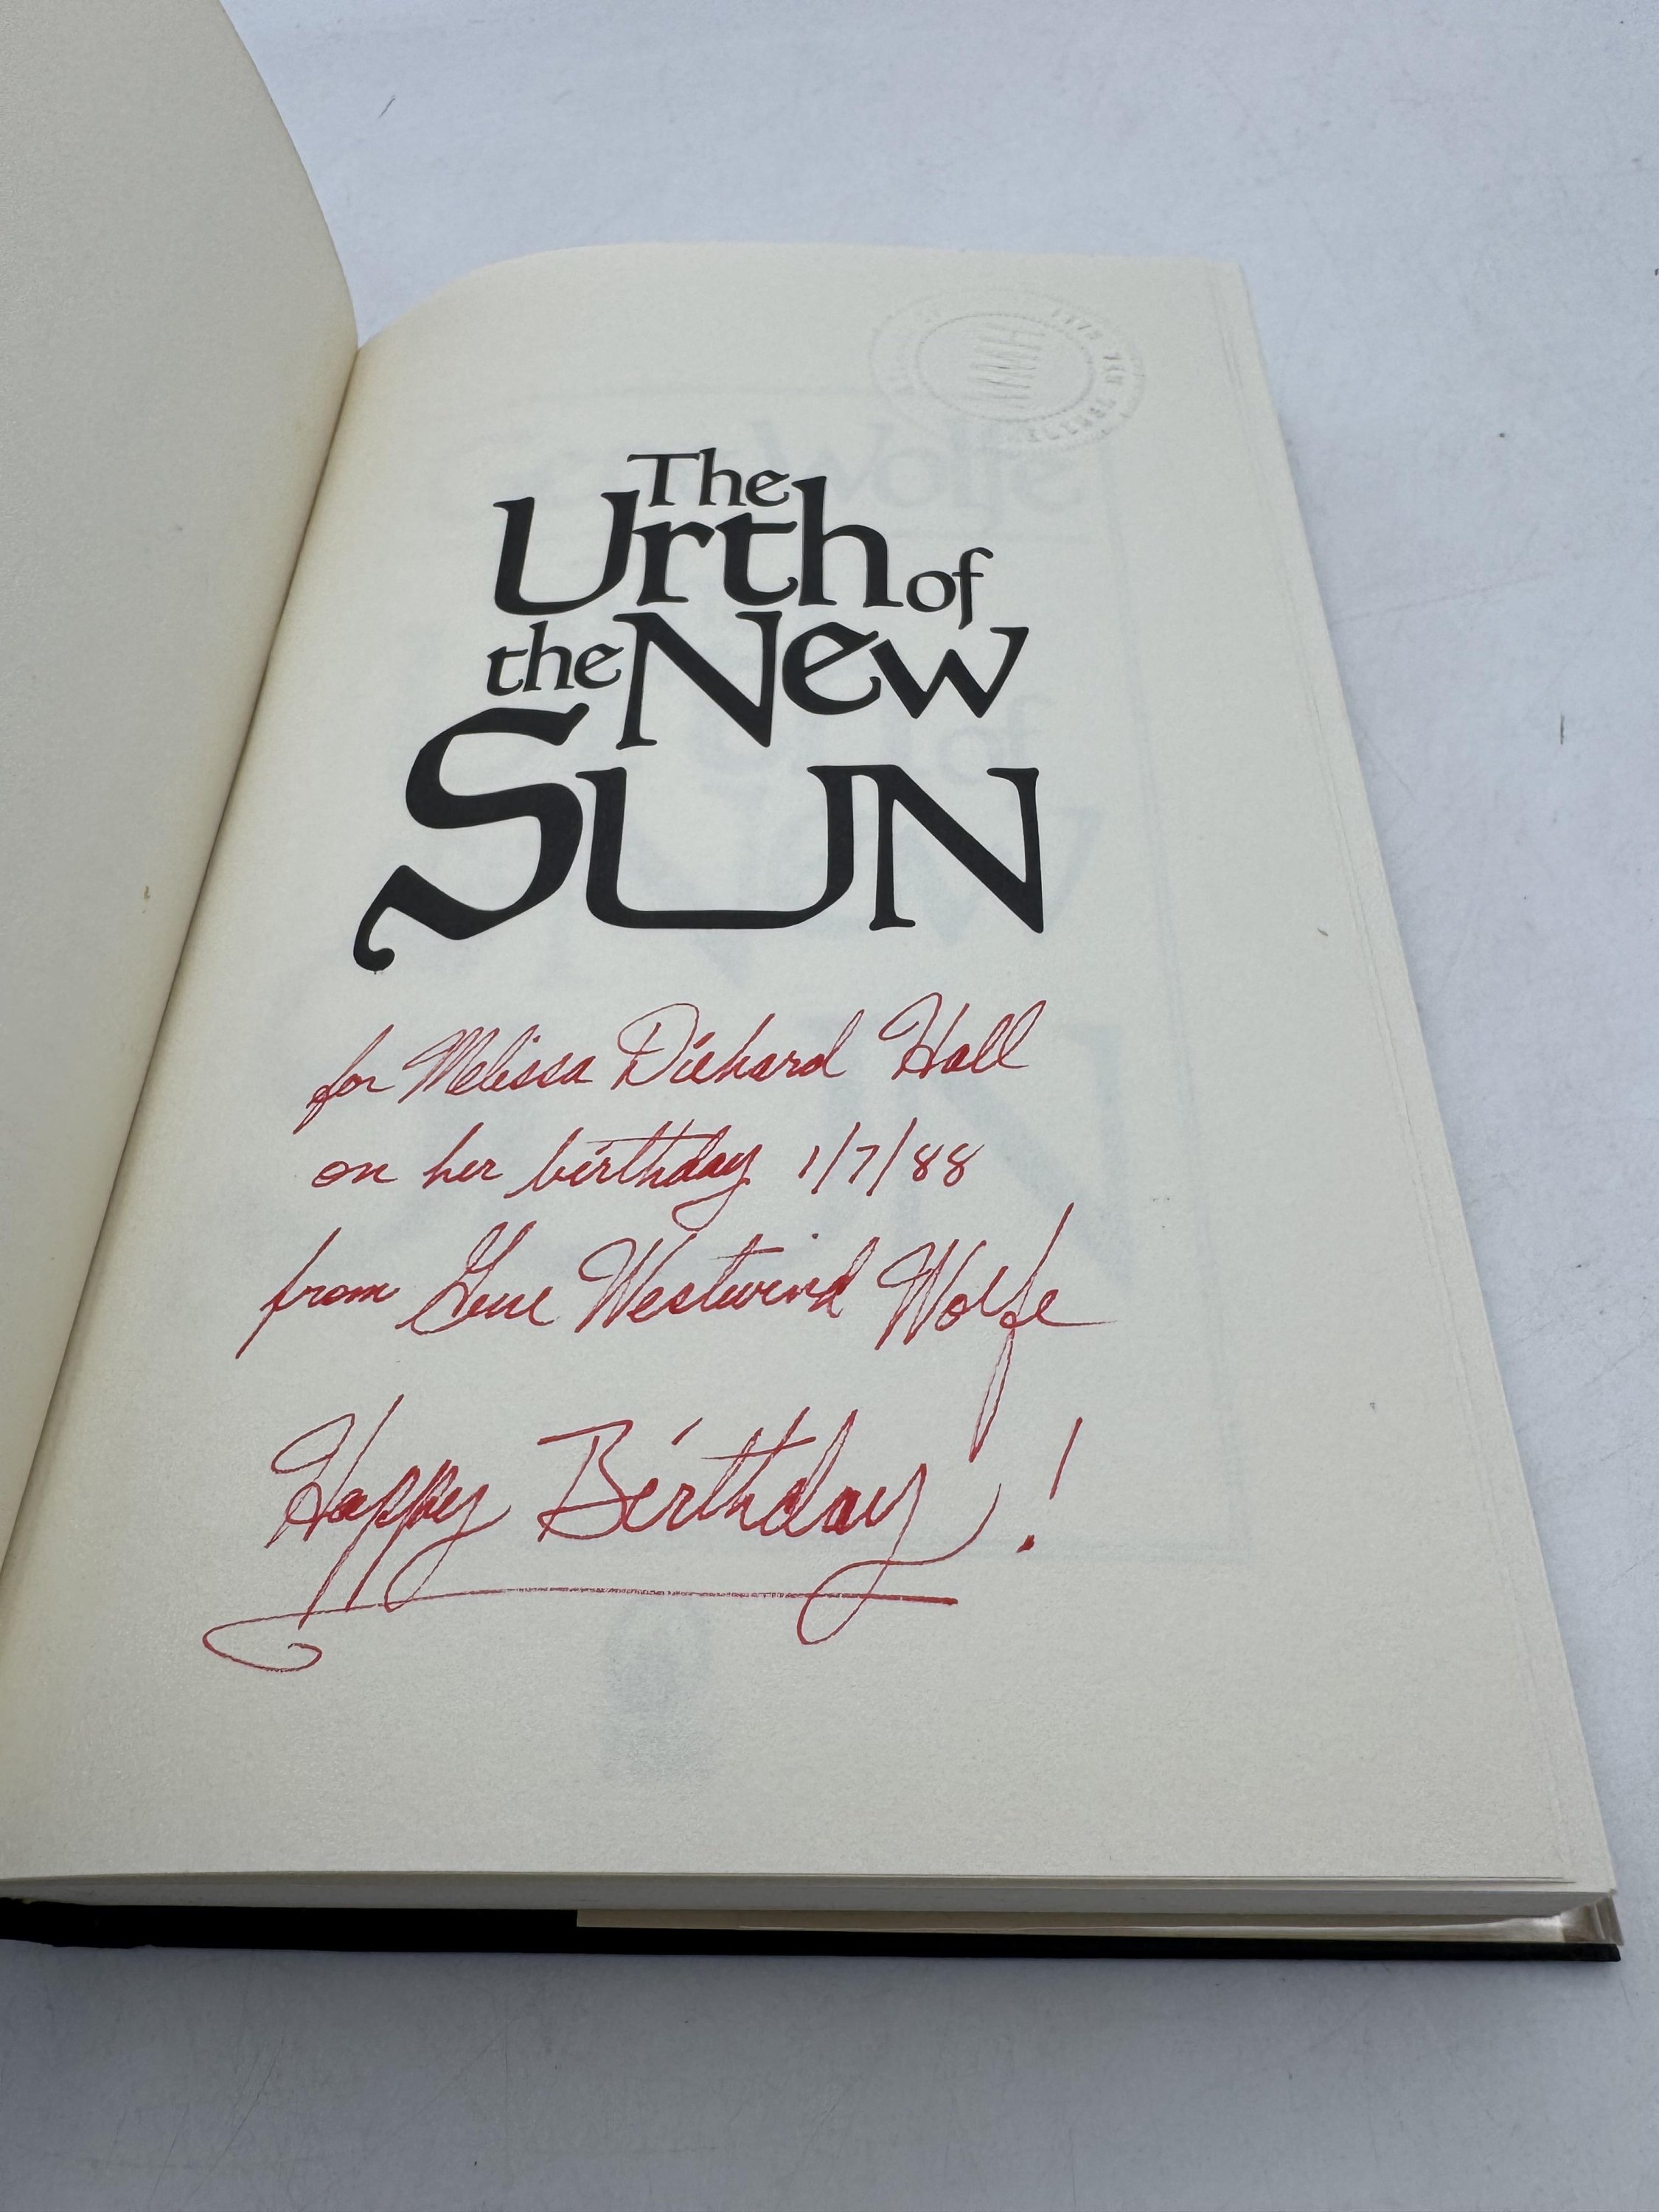 The
Urth of
the New
SUN
for Melissa Diehard Hall
on her birthday 1/7/88
from Gene Westwind Wolfe
Happy Birthday!